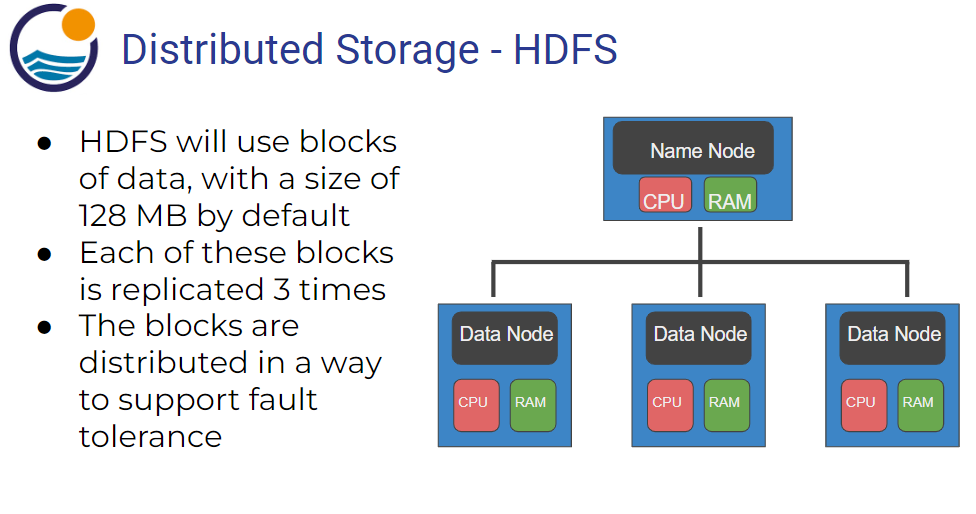 Distributed Storage - HDFS
● HDFS will use blocks
of data, with a size of
128 MB by default
● Each of these blocks
is replicated 3 times
● The blocks are
distributed in a way
to support fault
tolerance
Name Node
CPU RAM
Data Node Data Node Data Node
CPU RAM CPU RAM CPU RAM